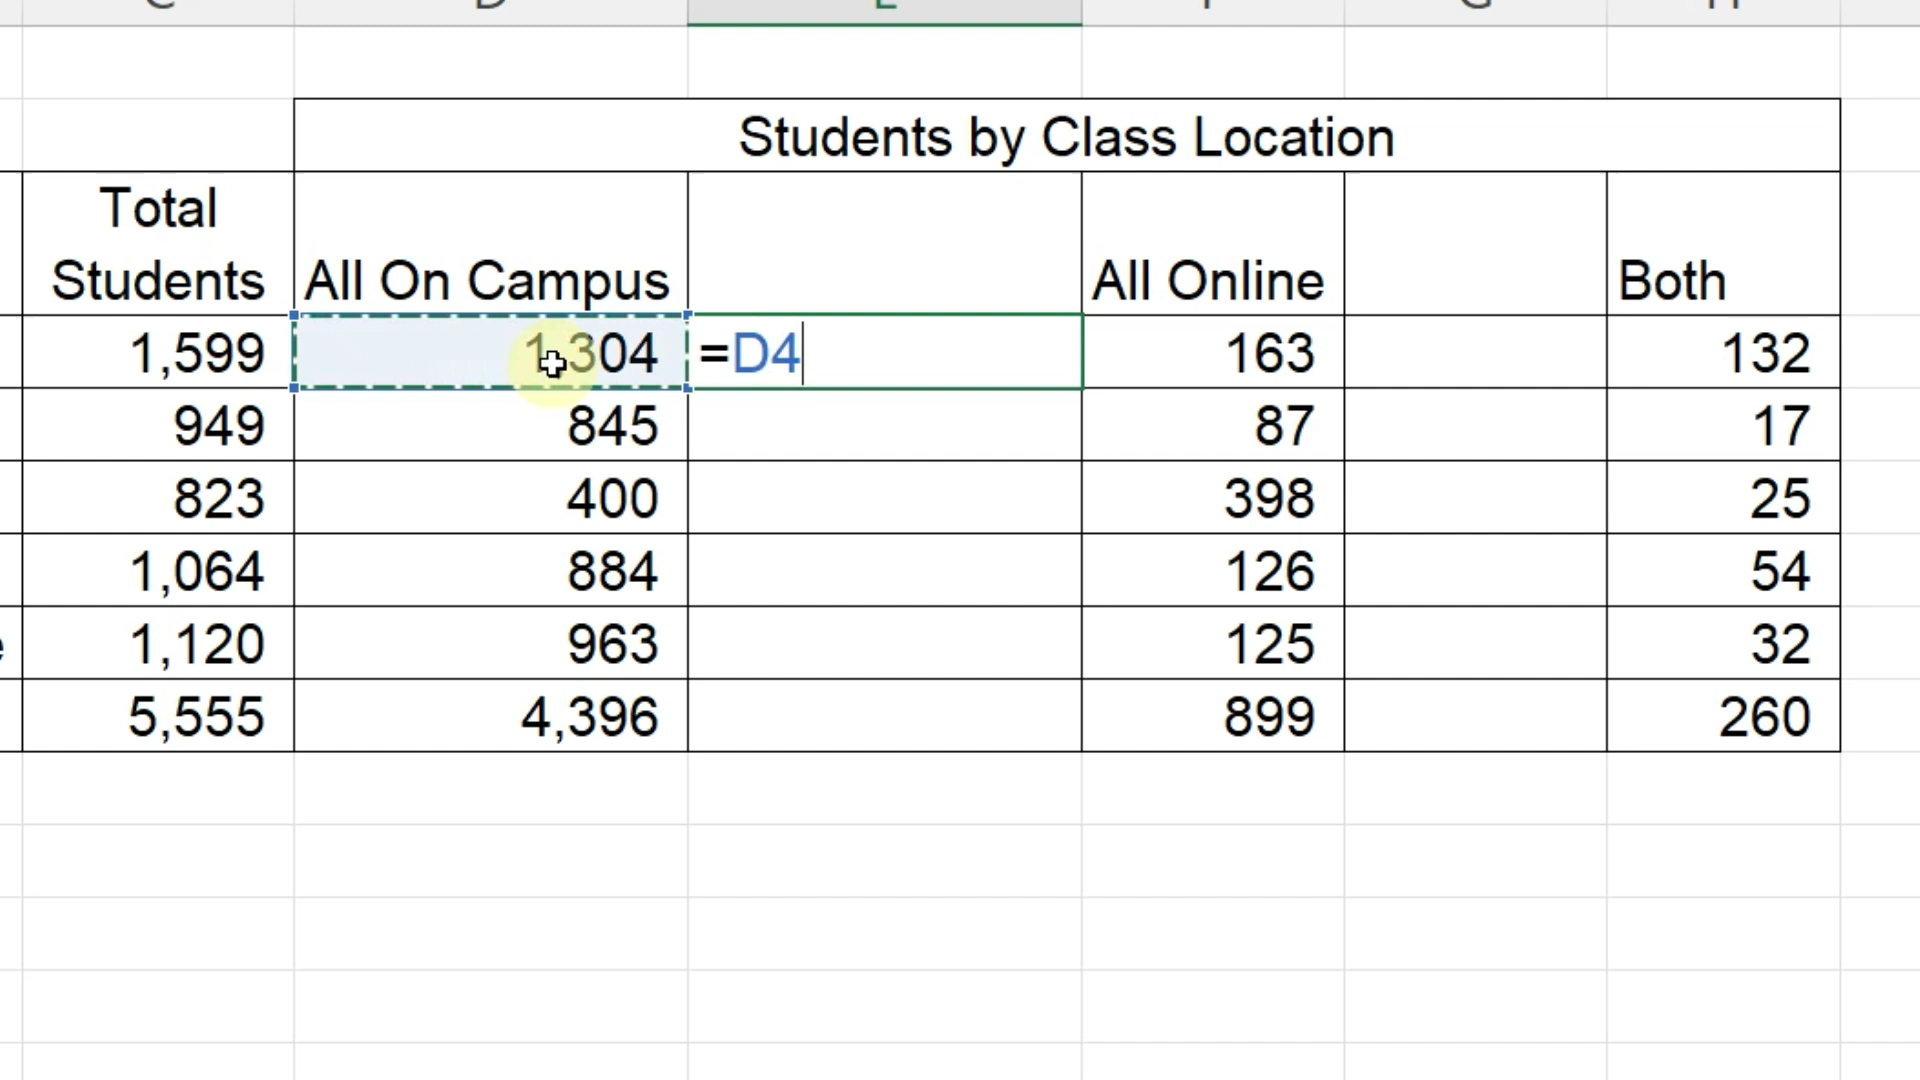 C D E F G H
Students by Class Location
Total
Students All On Campus All Online Both
1,599 1,304 =D4 163 132
949 845 87 17
823 400 398 25
1,064 884 126 54
e 1,120 963 125 32
5,555 4,396 899 260